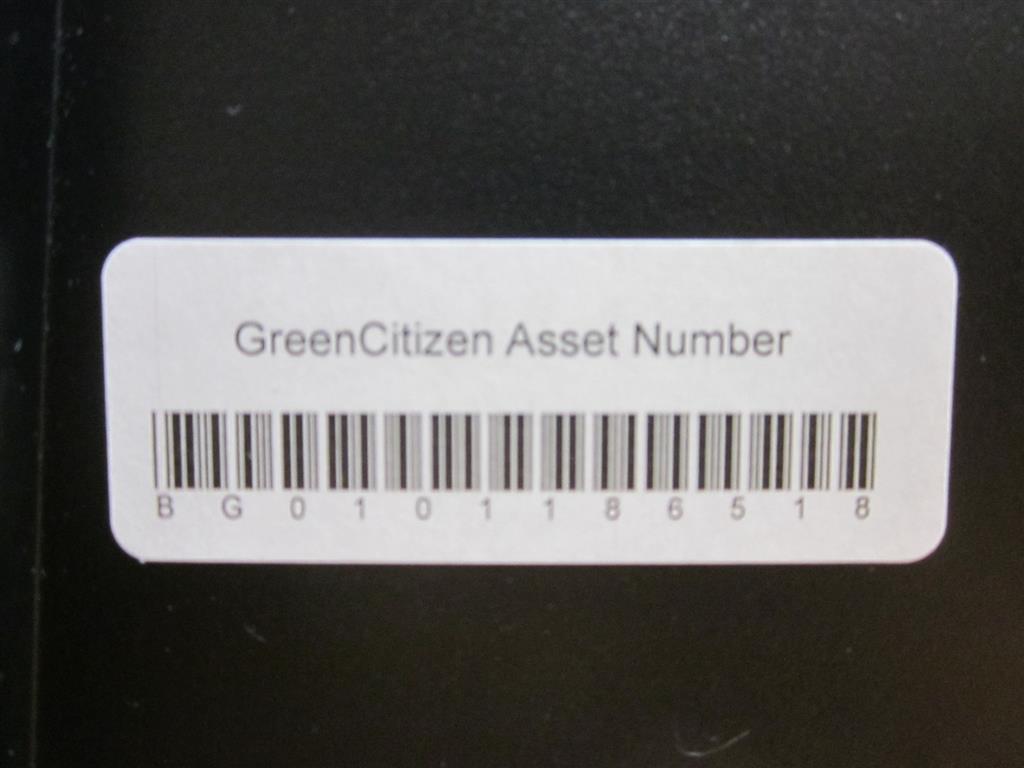 GreenCitizen Asset Number
B G 0 1 0 1 1 8 6 5 1 8